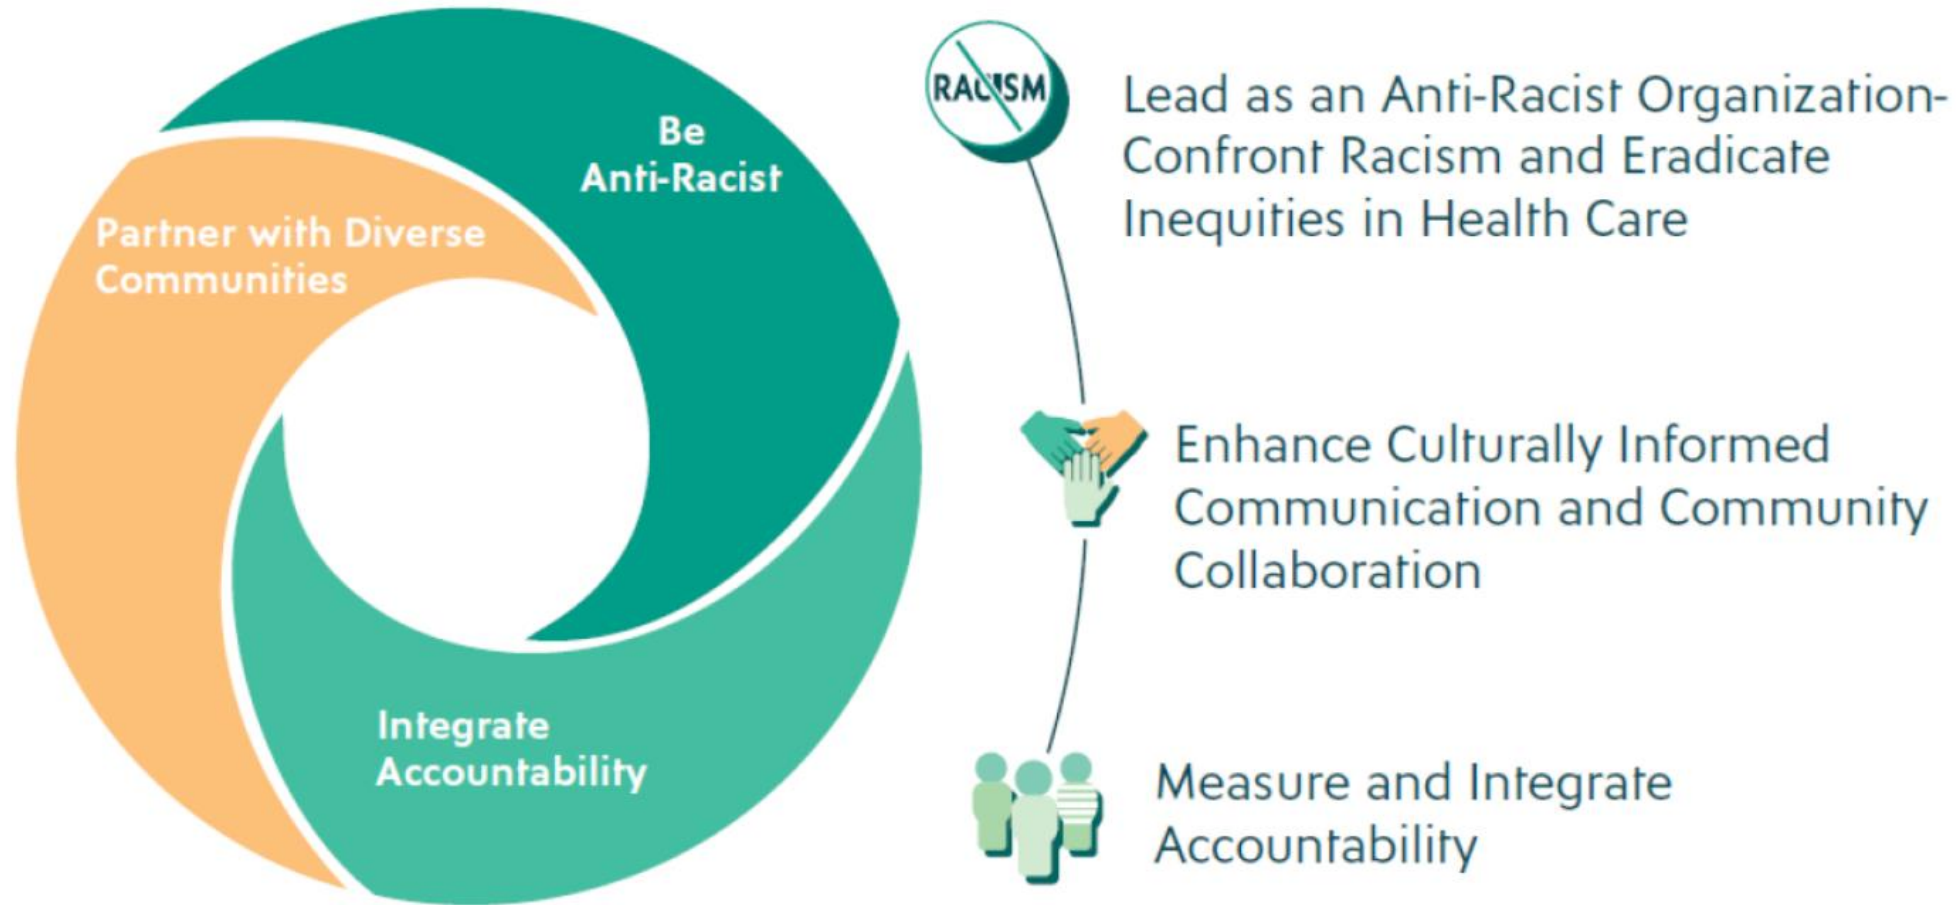 Be
Anti-Racist
Partner with Diverse
Communities
Integrate
Accountability
RACISM
Lead as an Anti-Racist Organization-
Confront Racism and Eradicate
Inequities in Health Care
Enhance Culturally Informed
Communication and Community
Collaboration
Measure and Integrate
Accountability